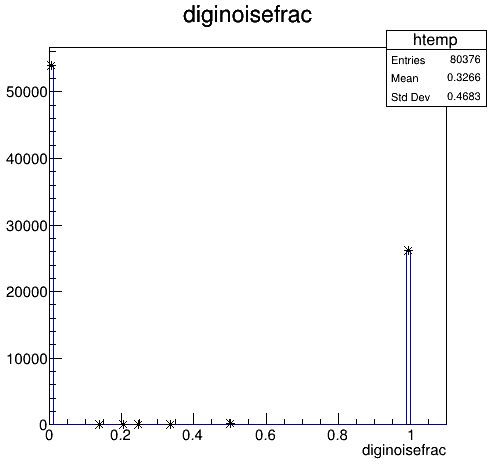 diginoisefrac
htemp
Entries 80376
Mean 0.3266
Std Dev 0.4683
50000
40000
30000
20000
10000
0
0 0.2 0.4 0.6 0.8 1
diginoisefrac